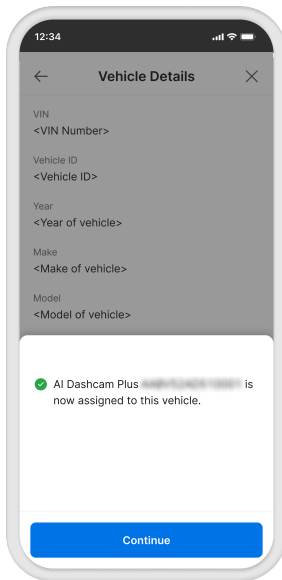 12:34
Vehicle Details
VIN
<VIN Number>
Vehicle ID
<Vehicle ID>
Year
<Year of vehicle>
Make
<Make of vehicle>
Model
<Model of vehicle>
AI Dashcam Plus is
now assigned to this vehicle.
Continue